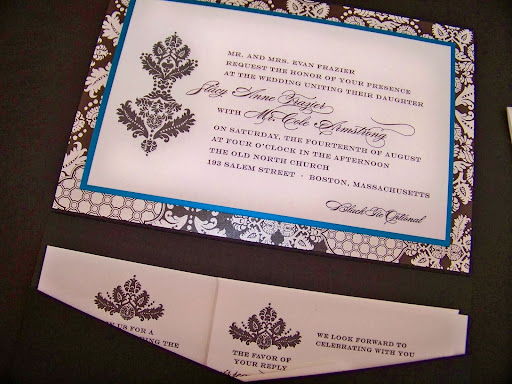 MR. AND MRS. EVAN FRAZIER
REQUEST THE HONOR OF YOUR PRESENCE
AT THE WEDDING UNITING THEIR DAUGHTER
Stacy Anne Frazier
WITH Mr. Cole Armstrong
ON SATURDAY, THE FOURTEENTH OF AUGUST
AT FOUR O'CLOCK IN THE AFTERNOON
THE OLD NORTH CHURCH
193 SALEM STREET · BOSTON, MASSACHUSETTS
Black Tie Optional
US FOR A
THE
THE FAVOR OF
YOUR REPLY
WE LOOK FORWARD TO
CELEBRATING WITH YOU